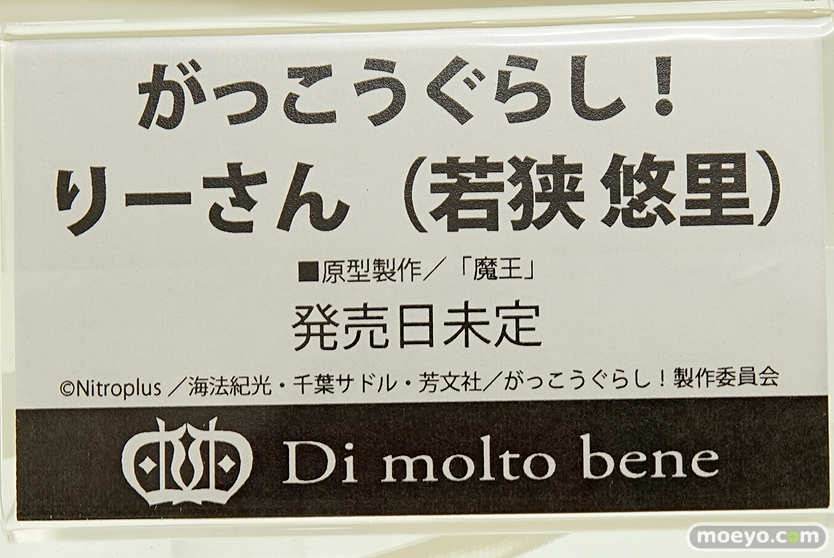 がっこうぐらし！
りーさん（若狭 悠里）
■原型製作／「魔王」
発売日未定
©Nitroplus ／海法紀光・千葉サドル・芳文社／がっこうぐらし！製作委員会
Di molto bene
moeyo.com